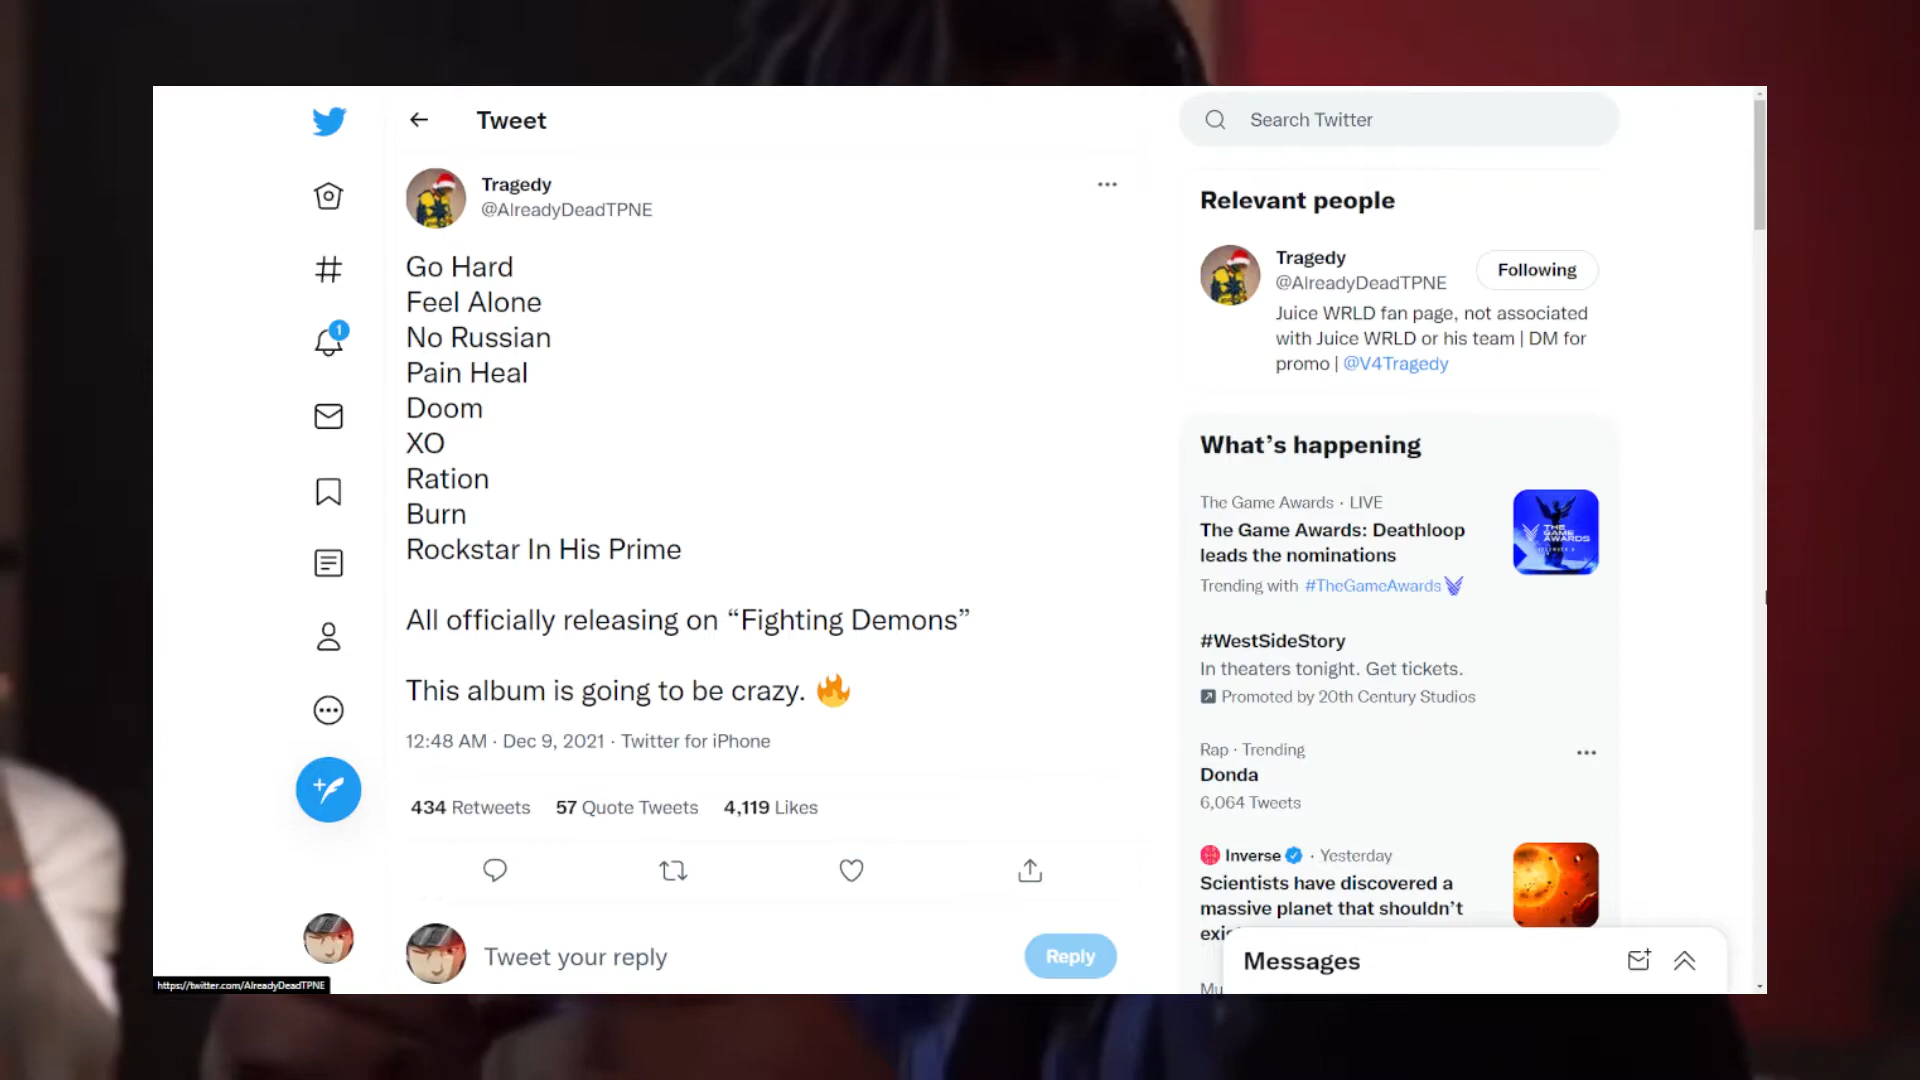 Tweet
Search Twitter
Tragedy
@AlreadyDeadTPNE
Go Hard
Feel Alone
No Russian
Pain Heal
Doom
XO
Ration
Burn
Rockstar In His Prime
All officially releasing on “Fighting Demons”
This album is going to be crazy. 🔥
12:48 AM · Dec 9, 2021 · Twitter for iPhone
434 Retweets 57 Quote Tweets 4,119 Likes
Tweet your reply
Reply
1
Relevant people
Tragedy
@AlreadyDeadTPNE
Following
Juice WRLD fan page, not associated
with Juice WRLD or his team | DM for
promo | @V4Tragedy
What’s happening
The Game Awards · LIVE
The Game Awards: Deathloop
leads the nominations
Trending with #TheGameAwards
THE
GAME
AWARDS
#WestSideStory
In theaters tonight. Get tickets.
Promoted by 20th Century Studios
Rap · Trending
Donda
6,064 Tweets
Inverse · Yesterday
Scientists have discovered a
massive planet that shouldn’t
Messages
https://twitter.com/AlreadyDeadTPNE